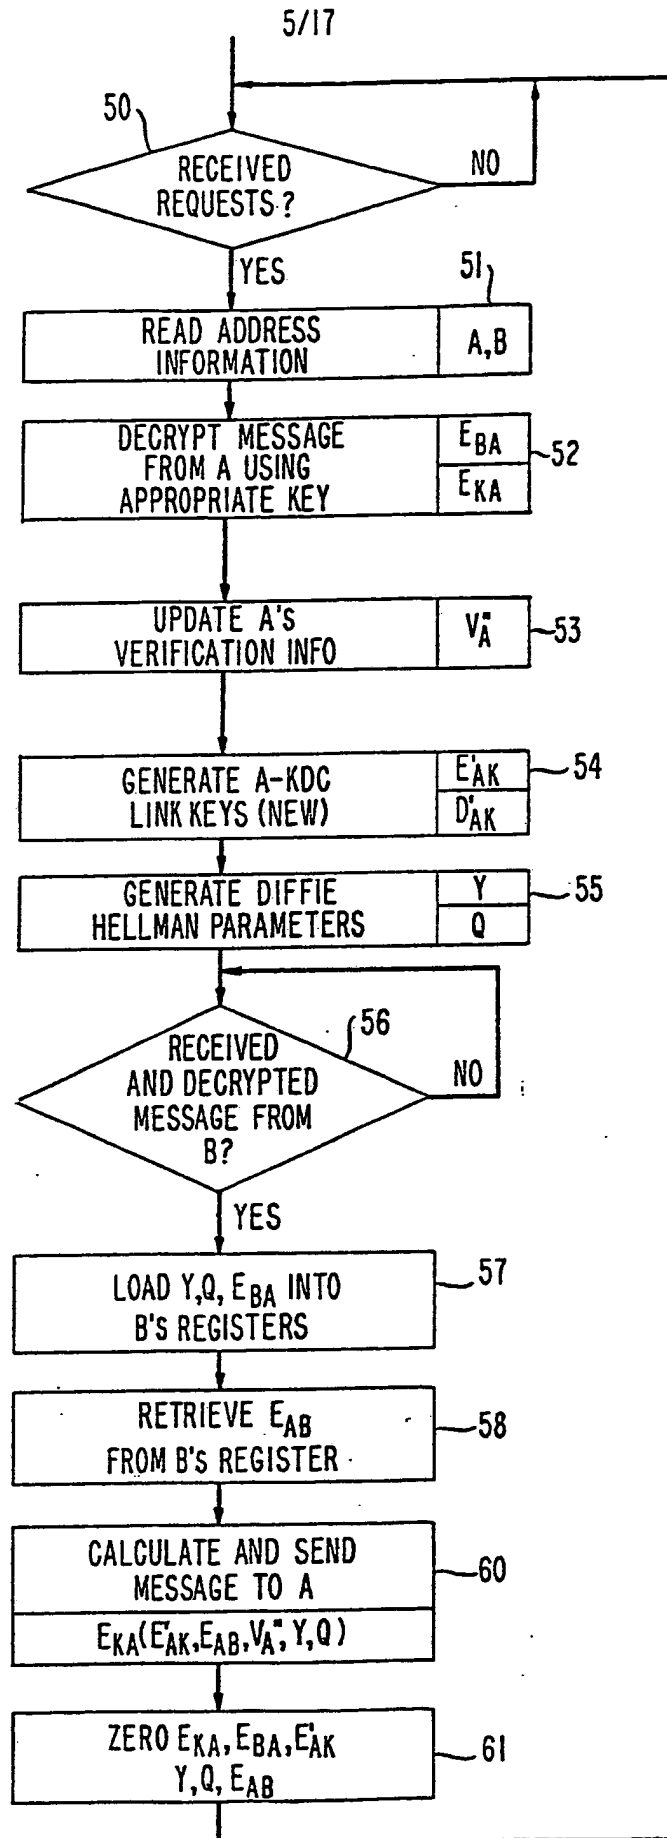 5/17
50
RECEIVED
REQUESTS?
NO
YES
51
READ ADDRESS
INFORMATION
A,B
DECRYPT MESSAGE
FROM A USING
APPROPRIATE KEY
EBA
EKA
52
UPDATE A's
VERIFICATION INFO
VA"
53
GENERATE A-KDC
LINK KEYS (NEW)
E'AK
D'AK
54
GENERATE DIFFIE
HELLMAN PARAMETERS
Y
Q
55
56
RECEIVED
AND DECRYPTED
MESSAGE FROM
B?
NO
YES
LOAD Y,Q, EBA INTO
B's REGISTERS
57
RETRIEVE EAB
FROM B's REGISTER
58
CALCULATE AND SEND
MESSAGE TO A
EKA(E'AK,EAB,VA", Y,Q)
60
ZERO EKA, EBA, E'AK
Y,Q, EAB
61